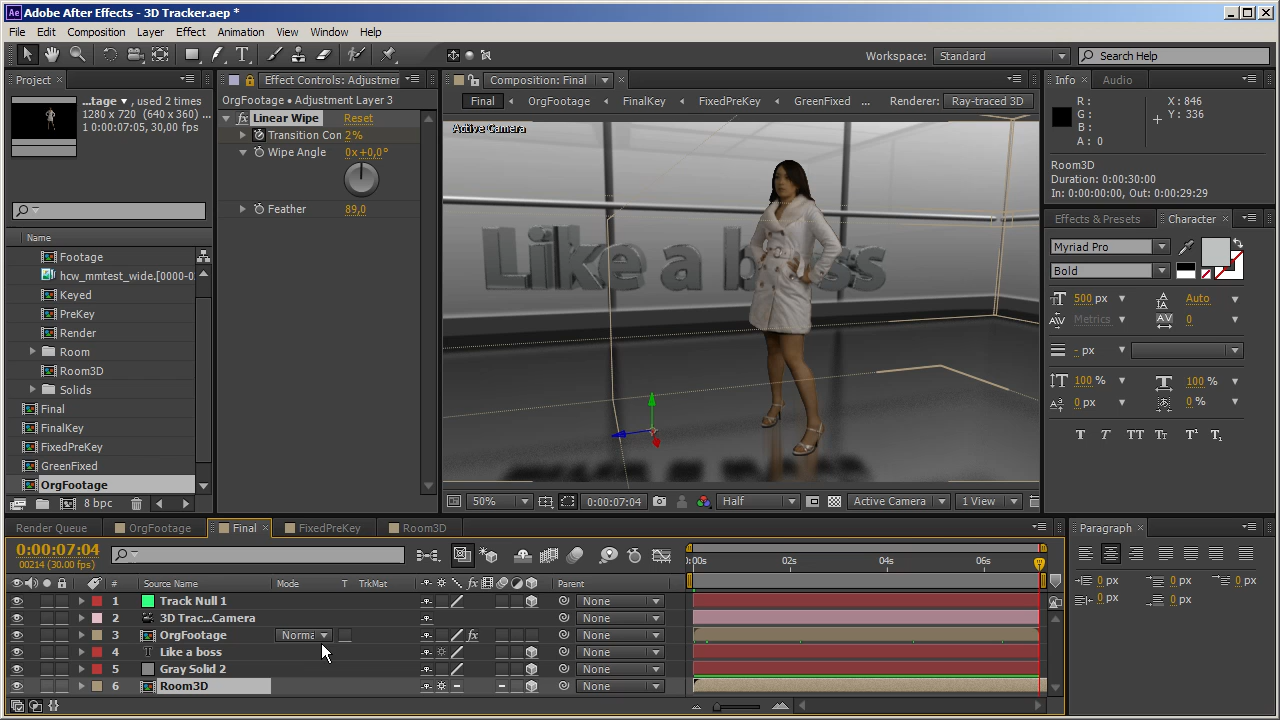 Adobe After Effects - 3D Tracker.aep *
File Edit Composition Layer Effect Animation View Window Help
Workspace: Standard Search Help
Project
...tage ▼, used 2 times
1280 x 720 (640 x 360) ...
1 0:00:07:05, 30,00 fps)
Name
Footage
hcw_mmtest_wide.[0000-0
Keyed
PreKey
Render
Room
Room3D
Solids
Final
FinalKey
FixedPreKey
GreenFixed
OrgFootage
8 bpc
Effect Controls: Adjustmer
OrgFootage • Adjustment Layer 3
fx Linear Wipe Reset
Transition Con 2%
Wipe Angle 0x+0,0°
Feather 89,0
Composition: Final
Final OrgFootage FinalKey FixedPreKey GreenFixed ... Renderer: Ray-traced 3D
Active Camera
Like a boss
50% 0:00:07:04 Half Active Camera 1 View
Info Audio
R: X: 846
G: Y: 336
B:
A: 0
Room3D
Duration: 0:00:30:00
In: 0:00:00:00, Out: 0:00:29:29
Effects & Presets Character
Myriad Pro
Bold
500 px Auto
Metrics 0
- px
100 % 100 %
0 px 0 %
T T TT Tt T¹ T₁
Render Queue OrgFootage Final FixedPreKey Room3D
0:00:07:04
00214 (30.00 fps)
# Source Name Mode T TrkMat Parent
:00s 02s 04s 06s
1 Track Null 1 None
2 3D Trac...Camera None
3 OrgFootage Norma fx None
4 Like a boss None
5 Gray Solid 2 None
6 Room3D None
Paragraph
0 px 0 px 0 px
0 px 0 px